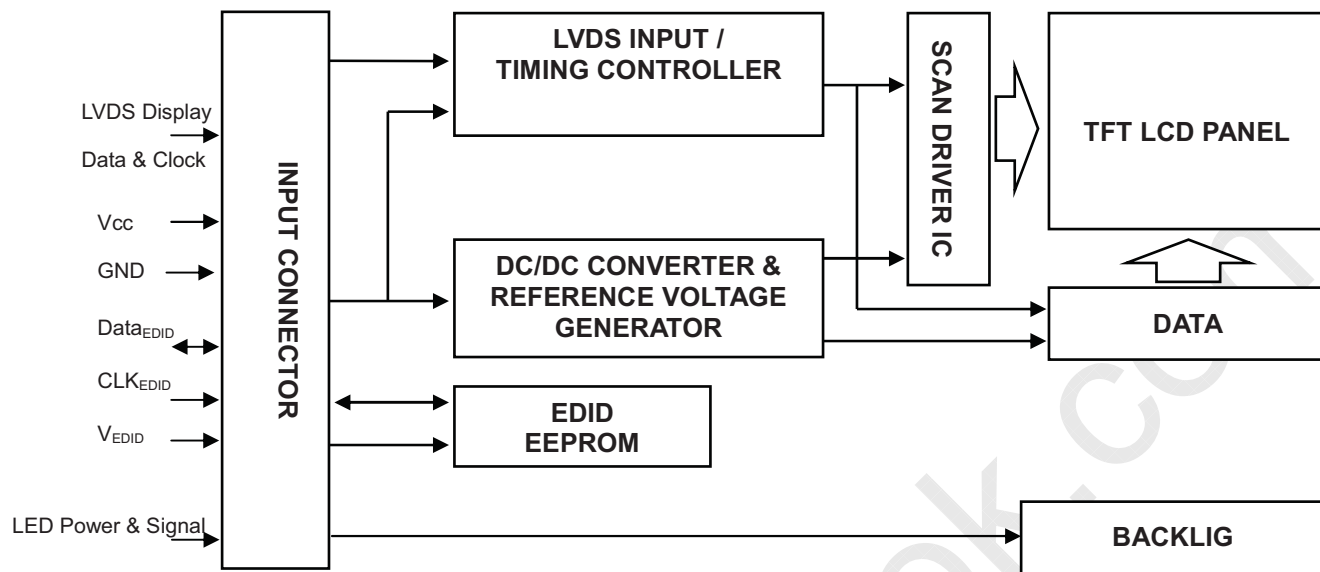 LVDS Display
Data & Clock
Vcc
GND
DataEDID
CLKEDID
VEDID
LED Power & Signal
INPUT CONNECTOR
LVDS INPUT /
TIMING CONTROLLER
DC/DC CONVERTER &
REFERENCE VOLTAGE
GENERATOR
EDID
EEPROM
SCAN DRIVER IC
TFT LCD PANEL
DATA
BACKLIG